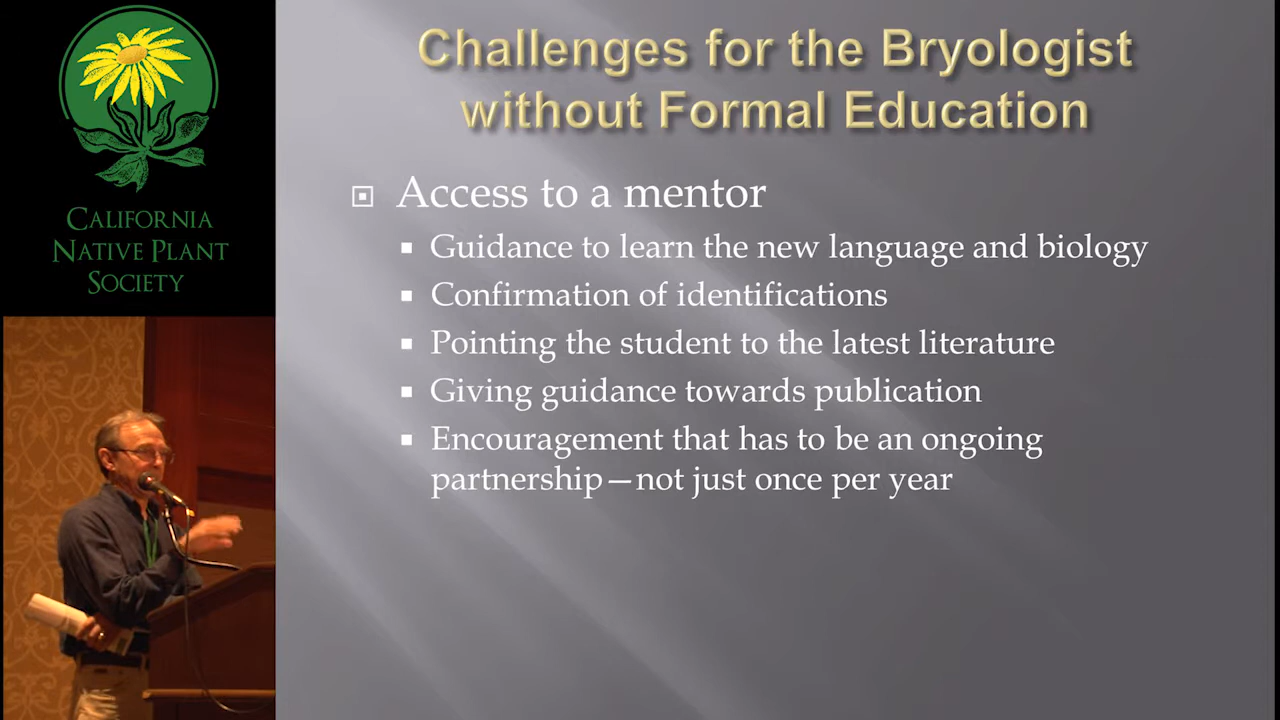 CALIFORNIA
NATIVE PLANT
SOCIETY
Challenges for the Bryologist
without Formal Education
Access to a mentor
Guidance to learn the new language and biology
Confirmation of identifications
Pointing the student to the latest literature
Giving guidance towards publication
Encouragement that has to be an ongoing
partnership—not just once per year